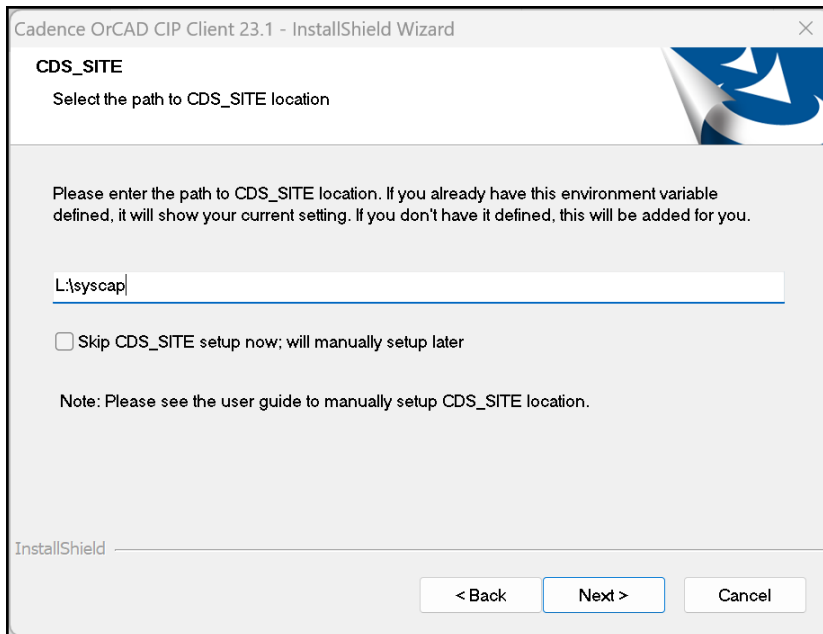 Cadence OrCAD CIP Client 23.1 - InstallShield Wizard
CDS_SITE
Select the path to CDS_SITE location
Please enter the path to CDS_SITE location. If you already have this environment variable
defined, it will show your current setting. If you don't have it defined, this will be added for you.
L:\syscap
Skip CDS_SITE setup now; will manually setup later
Note: Please see the user guide to manually setup CDS_SITE location.
InstallShield
< Back
Next >
Cancel